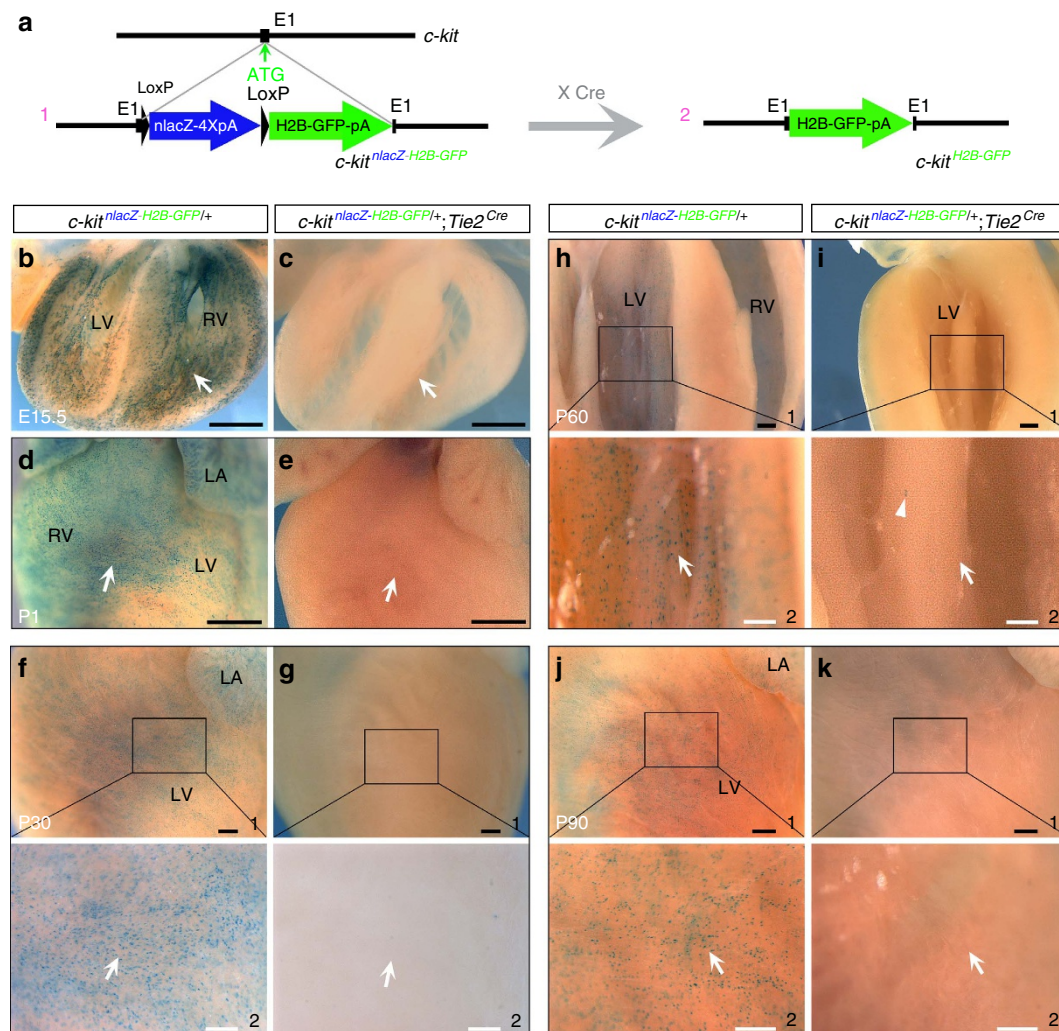 a
E1
c-kit
ATG
LoxP
LoxP
1
E1
nlacZ-4XpA
H2B-GFP-pA
E1
c-kit nlacZ-H2B-GFP
X Cre
2
E1
H2B-GFP-pA
E1
c-kit H2B-GFP
c-kit nlacZ-H2B-GFP/+
c-kit nlacZ-H2B-GFP/+;Tie2 Cre
c-kit nlacZ-H2B-GFP/+
c-kit nlacZ-H2B-GFP/+;Tie2 Cre
b
LV
RV
E15.5
c
h
LV
RV
P60
1
i
LV
1
d
LA
RV
LV
P1
e
2
2
f
LA
LV
P30
1
g
1
j
LA
LV
P90
1
k
1
2
2
2
2